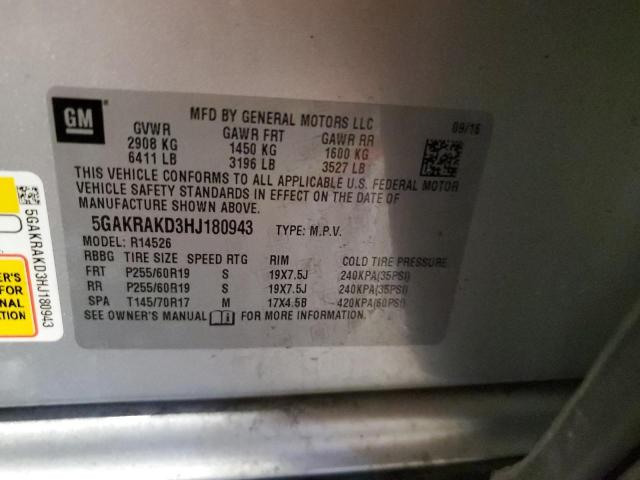 GM
MFD BY GENERAL MOTORS LLC
09/16
GVWR GAWR FRT GAWR RR
2908 KG 1450 KG 1600 KG
6411 LB 3196 LB 3527 LB
THIS VEHICLE CONFORMS TO ALL APPLICABLE U.S. FEDERAL MOTOR
VEHICLE SAFETY STANDARDS IN EFFECT ON THE DATE OF
MANUFACTURE SHOWN ABOVE.
5GAKRAKD3HJ180943 TYPE: M.P.V.
MODEL: R14526
RBBG TIRE SIZE SPEED RTG RIM COLD TIRE PRESSURE
FRT P255/60R19 S 19X7.5J 240KPA(35PSI)
RR P255/60R19 S 19X7.5J 240KPA(35PSI)
SPA T145/70R17 M 17X4.5B 420KPA(60PSI)
SEE OWNER'S MANUAL FOR MORE INFORMATION.
5GAKRAKD3HJ180943
ER'S
FOR
NAL
ATION